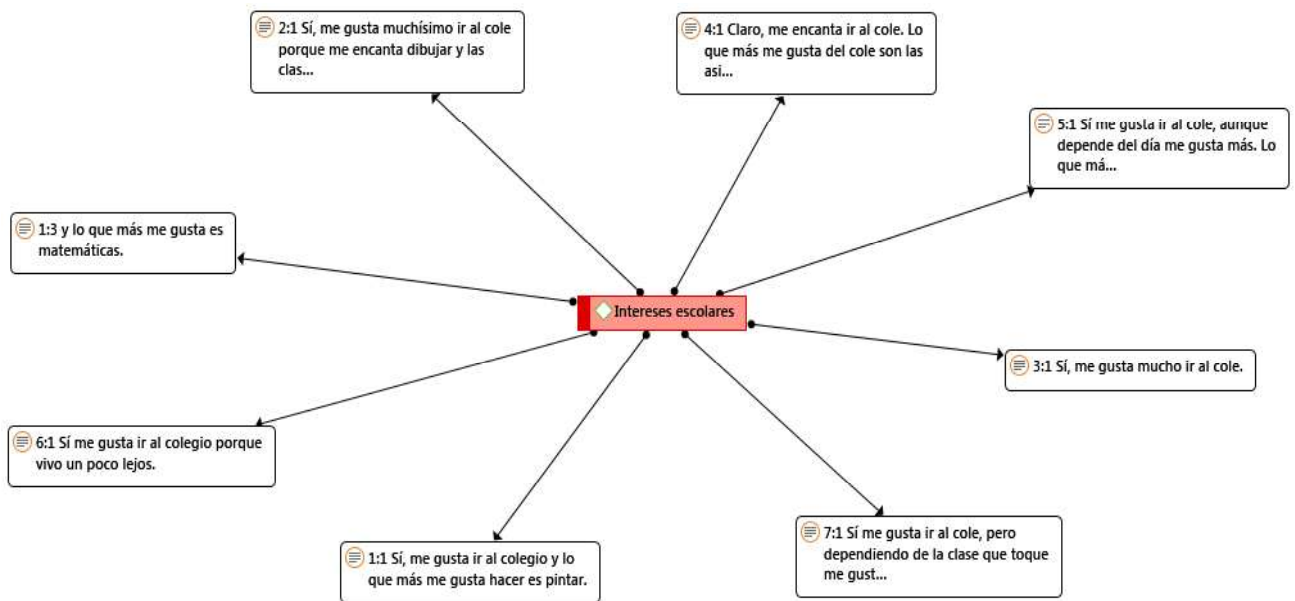 2:1 Sí, me gusta muchísimo ir al cole
porque me encanta dibujar y las
clas...
4:1 Claro, me encanta ir al cole. Lo
que más me gusta del cole son las
asi...
5:1 Sí me gusta ir al cole, aunque
depende del día me gusta más. Lo
que má...
1:3 y lo que más me gusta es
matemáticas.
Intereses escolares
3:1 Sí, me gusta mucho ir al cole.
6:1 Sí me gusta ir al colegio porque
vivo un poco lejos.
1:1 Sí, me gusta ir al colegio y lo
que más me gusta hacer es pintar.
7:1 Sí me gusta ir al cole, pero
dependiendo de la clase que toque
me gust...